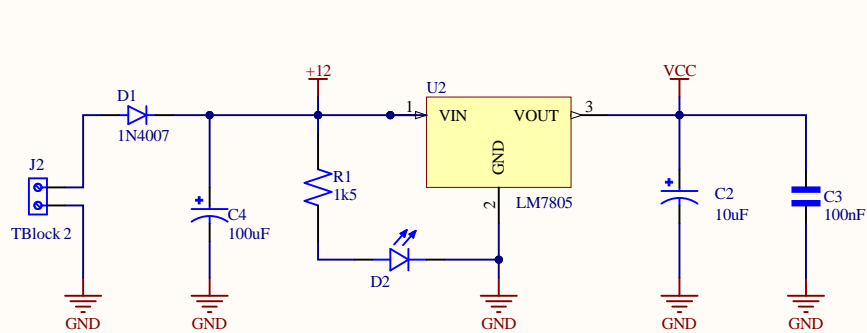 +12
VCC
D1
1N4007
U2
1
VIN
VOUT
3
GND
2
LM7805
J2
TBlock 2
R1
1k5
C4
100uF
D2
C2
10uF
C3
100nF
GND
GND
GND
GND
GND